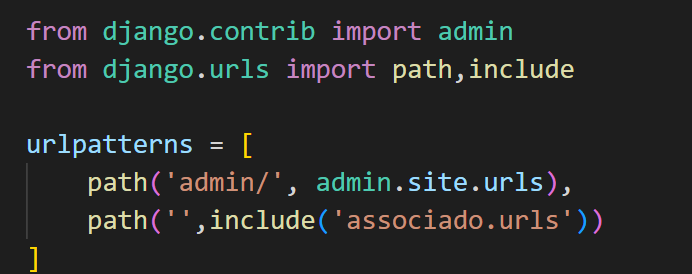 from django.contrib import admin
from django.urls import path,include

urlpatterns = [
    path('admin/', admin.site.urls),
    path('',include('associado.urls'))
]